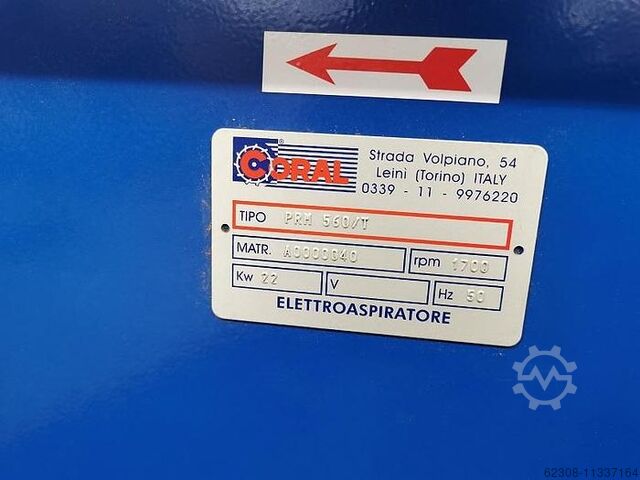 CORAL®
Strada Volpiano, 54
Leini (Torino) ITALY
0339 - 11 - 9976220
TIPO PRM 560/T
MATR. A0000040 rpm 1700
Kw 22 V Hz 50
ELETTROASPIRATORE
62308-11337164